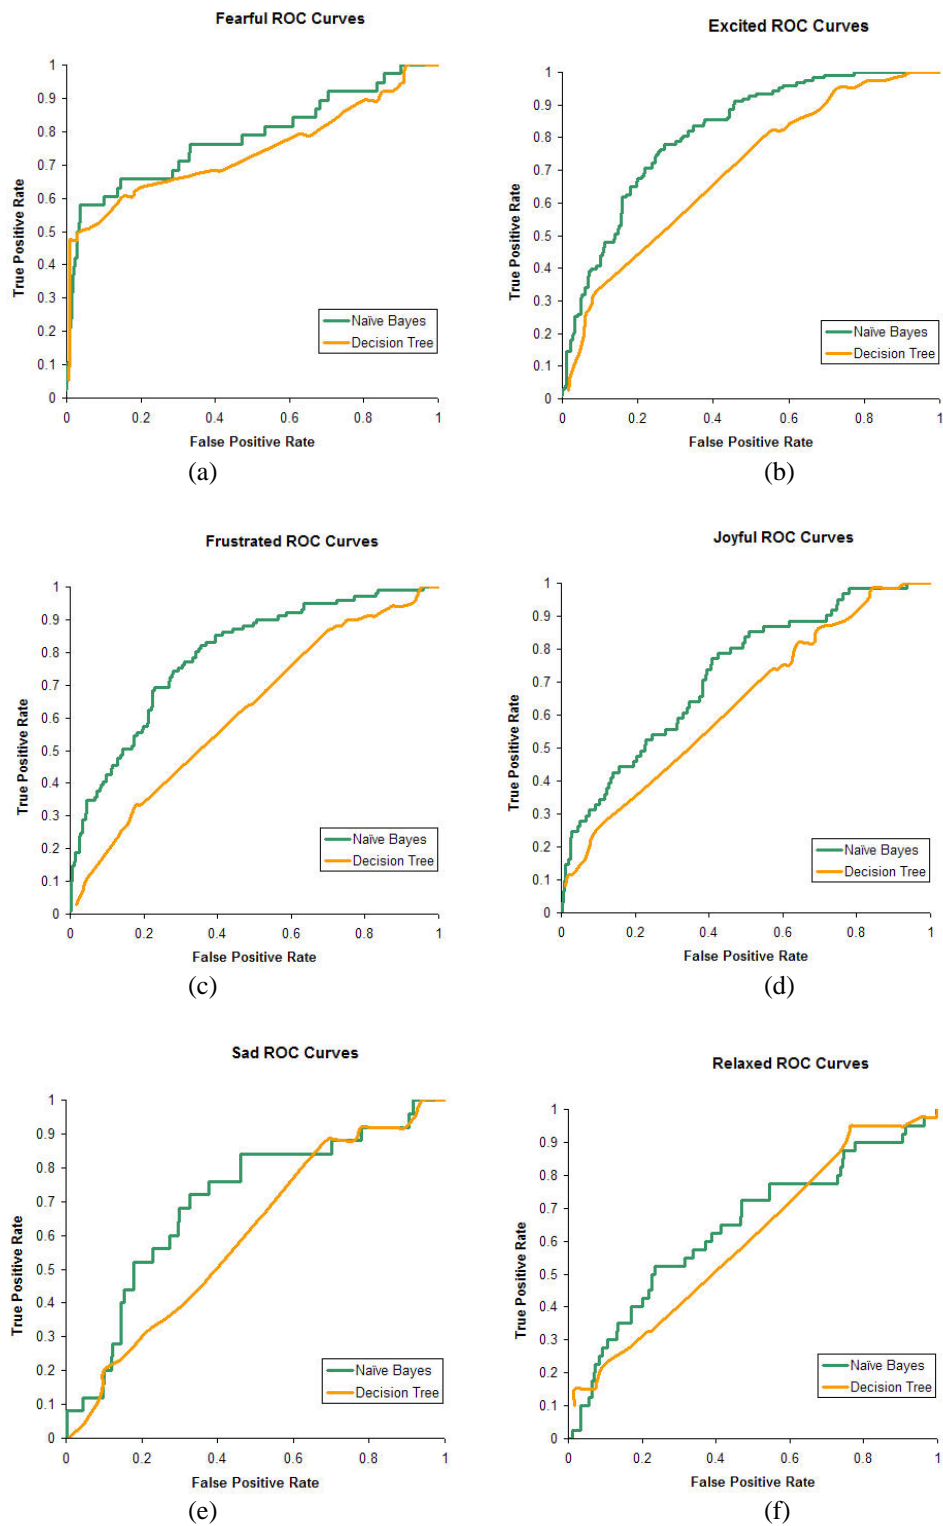 Fearful ROC Curves
1
0.9
0.8
0.7
0.6
0.5
0.4
0.3
0.2
0.1
0
True Positive Rate
Naïve Bayes
Decision Tree
0 0.2 0.4 0.6 0.8 1
False Positive Rate
(a)
Excited ROC Curves
1
0.9
0.8
0.7
0.6
0.5
0.4
0.3
0.2
0.1
0
True Positive Rate
Naïve Bayes
Decision Tree
0 0.2 0.4 0.6 0.8 1
False Positive Rate
(b)
Frustrated ROC Curves
1
0.9
0.8
0.7
0.6
0.5
0.4
0.3
0.2
0.1
0
True Positive Rate
Naïve Bayes
Decision Tree
0 0.2 0.4 0.6 0.8 1
False Positive Rate
(c)
Joyful ROC Curves
1
0.9
0.8
0.7
0.6
0.5
0.4
0.3
0.2
0.1
0
True Positive Rate
Naïve Bayes
Decision Tree
0 0.2 0.4 0.6 0.8 1
False Positive Rate
(d)
Sad ROC Curves
1
0.9
0.8
0.7
0.6
0.5
0.4
0.3
0.2
0.1
0
True Positive Rate
Naïve Bayes
Decision Tree
0 0.2 0.4 0.6 0.8 1
False Positive Rate
(e)
Relaxed ROC Curves
1
0.9
0.8
0.7
0.6
0.5
0.4
0.3
0.2
0.1
0
True Positive Rate
Naïve Bayes
Decision Tree
0 0.2 0.4 0.6 0.8 1
False Positive Rate
(f)